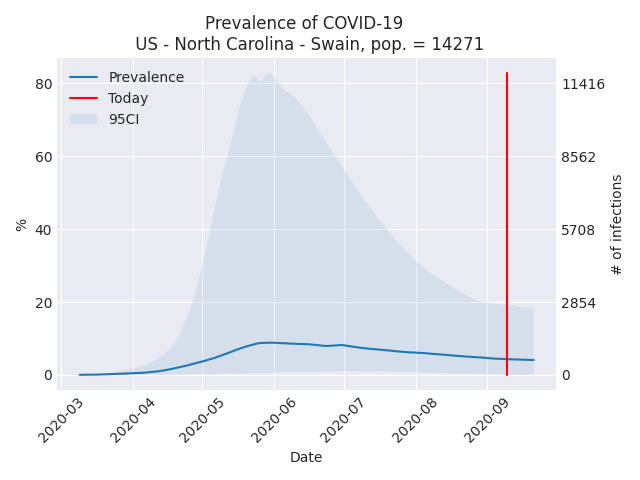 Prevalence of COVID-19
US - North Carolina - Swain, pop. = 14271
Prevalence
Today
95CI
80
60
40
20
0
%
11416
8562
5708
2854
0
# of infections
2020-03
2020-04
2020-05
2020-06
2020-07
2020-08
2020-09
Date